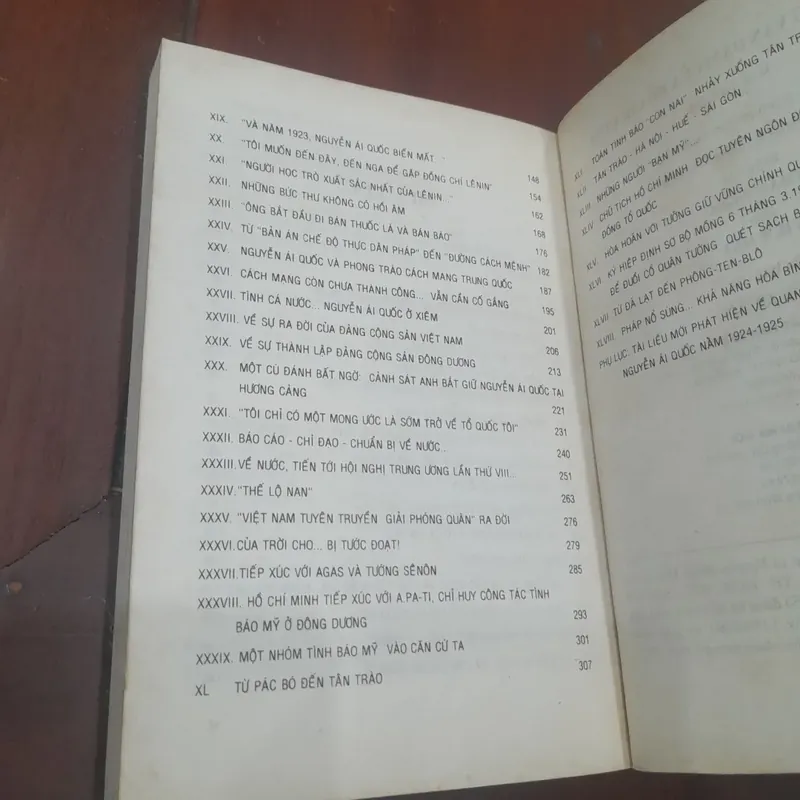 XIX. "VÀ NĂM 1923, NGUYỄN ÁI QUỐC BIẾN MẤT.
XX "TÔI MUỐN ĐẾN ĐÂY, ĐẾN NGA ĐỂ GẶP ĐỒNG CHÍ LÊNIN" 148
XXI "NGƯỜI HỌC TRÒ XUẤT SẮC NHẤT CỦA LÊNIN..." 154
XXII. NHỮNG BỨC THƯ KHÔNG CÓ HỒI ÂM 162
XXIII. "ÔNG BẮT ĐẦU ĐI BÁN THUỐC LÁ VÀ BÁN BÁO" 168
XXIV. TỪ "BẢN ÁN CHẾ ĐỘ THỰC DÂN PHÁP" ĐẾN "ĐƯỜNG CÁCH MỆNH" 176
XXV. NGUYỄN ÁI QUỐC VÀ PHONG TRÀO CÁCH MẠNG TRUNG QUỐC 182
XXVI. CÁCH MẠNG CÒN CHƯA THÀNH CÔNG... VẪN CẦN CỐ GẮNG 187
XXVII. TÌNH CÁ NƯỚC... NGUYỄN ÁI QUỐC Ở XIÊM 195
XXVIII. VỀ SỰ RA ĐỜI CỦA ĐẢNG CỘNG SẢN VIỆT NAM 201
XXIX. VỀ SỰ THÀNH LẬP ĐẢNG CỘNG SẢN ĐÔNG DƯƠNG 206
XXX. MỘT CÚ ĐÁNH BẤT NGỜ: CẢNH SÁT ANH BẮT GIỮ NGUYỄN ÁI QUỐC TẠI 213
HƯƠNG CẢNG 221
XXXI. "TÔI CHỈ CÓ MỘT MONG ƯỚC LÀ SỚM TRỞ VỀ TỔ QUỐC TÔI" 231
XXXII. BÁO CÁO - CHỈ ĐẠO - CHUẨN BỊ VỀ NƯỚC... 240
XXXIII. VỀ NƯỚC, TIẾN TỚI HỘI NGHỊ TRUNG ƯƠNG LẦN THỨ VIII... 251
XXXIV. "THẾ LỘ NAN" 263
XXXV. "VIỆT NAM TUYÊN TRUYỀN GIẢI PHÓNG QUÂN" RA ĐỜI 276
XXXVI. CỦA TRỜI CHO... BỊ TƯỚC ĐOẠT! 279
XXXVII. TIẾP XÚC VỚI AGAS VÀ TƯỚNG SÊNÔN 285
XXXVIII. HỒ CHÍ MINH TIẾP XÚC VỚI A.PA-TI, CHỈ HUY CÔNG TÁC TÌNH
BÁO MỸ Ở ĐÔNG DƯƠNG 293
XXXIX. MỘT NHÓM TÌNH BÁO MỸ VÀO CĂN CỨ TA 301
XL TỪ PÁC BÓ ĐẾN TÂN TRÀO 307
XLI TOÁN TÌNH BÁO "CON NAI" NHẢY XUỐNG TÂN TR
XLII TÂN TRÀO - HÀ NỘI - HUẾ - SÀI GÒN
XLIII NHỮNG NGƯỜI "BẠN MỸ"...
XLIV CHỦ TỊCH HỒ CHÍ MINH ĐỌC TUYÊN NGÔN Đ
ĐỒNG TỔ QUỐC
XLV. HÒA HOÃN VỚI TƯỞNG GIỮ VỮNG CHÍNH QU
XLVI KÝ HIỆP ĐỊNH SƠ BỘ MỒNG 6 THÁNG 3.19
ĐỂ ĐUỔI CỔ QUÂN TƯỞNG QUÉT SẠCH B
XLVII TỪ ĐÀ LẠT ĐẾN PHÔNG-TEN-BLÔ
XLVIII. PHÁP NỔ SÚNG... KHẢ NĂNG HÒA BÌN
PHỤ LỤC: TÀI LIỆU MỚI PHÁT HIỆN VỀ QUAN
NGUYỄN ÁI QUỐC NĂM 1924-1925